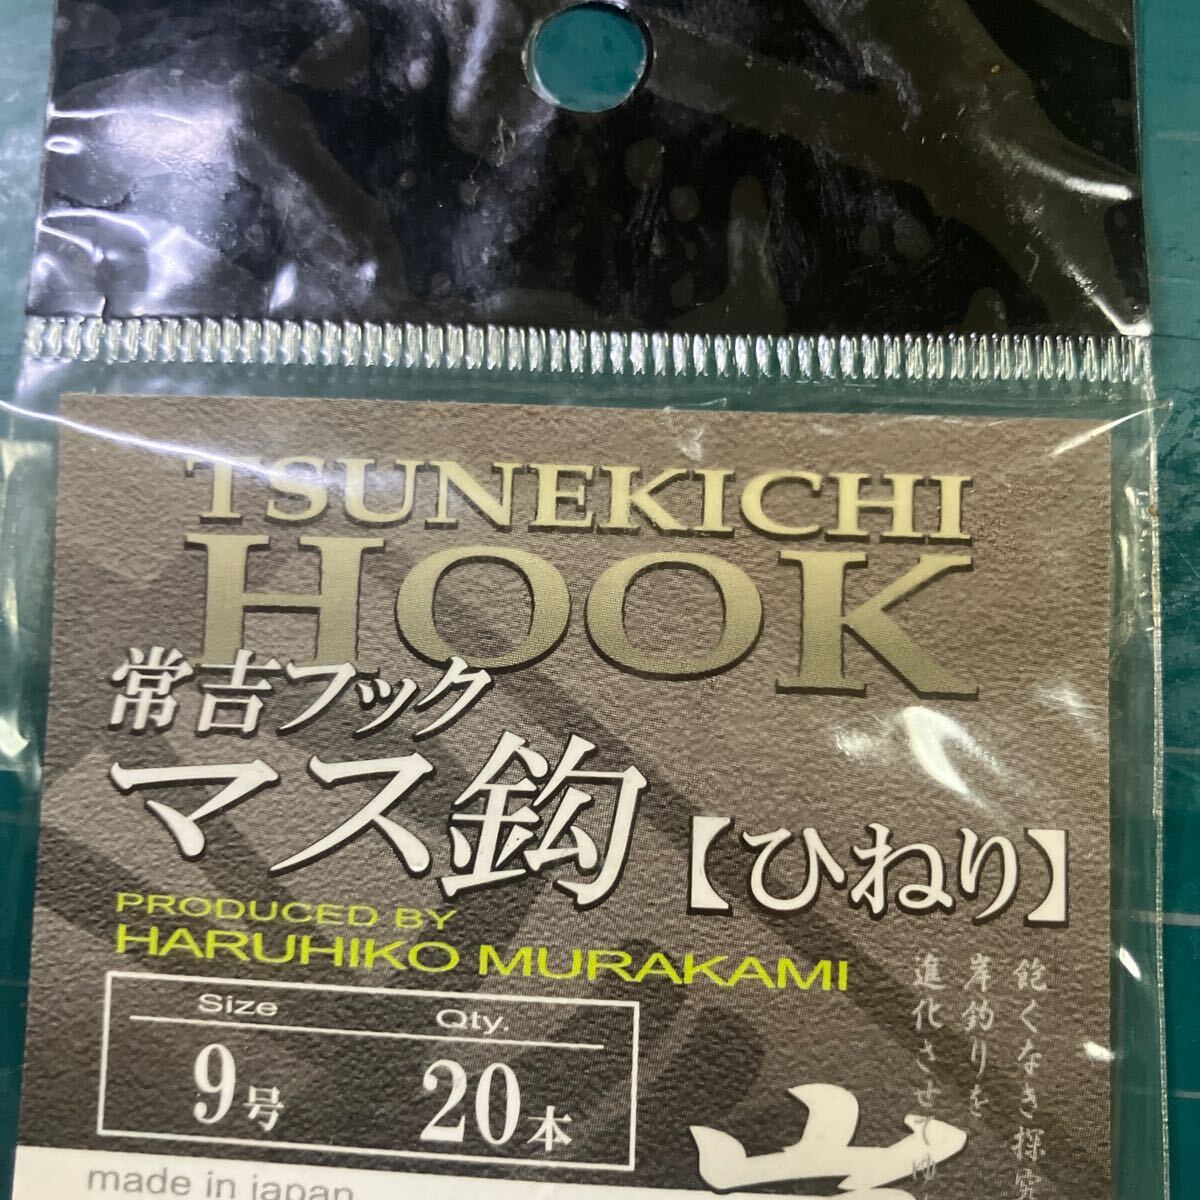 TSUNEKICHI
HOOK
常吉フック
マス鈎【ひねり】
PRODUCED BY
HARUHIKO MURAKAMI
Size Qty.
9号 20本
飽くなき探
岸釣りを
進化させてゆ
made in japan